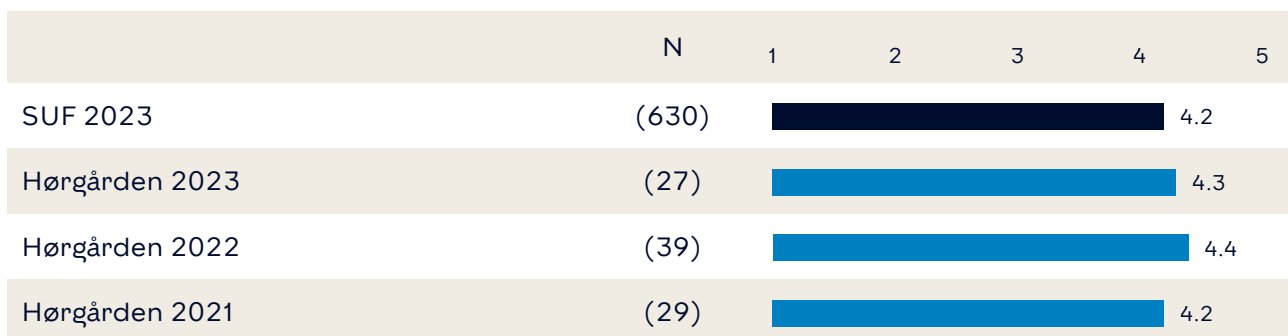 N 1 2 3 4 5
SUF 2023 (630) 4.2
Hørgården 2023 (27) 4.3
Hørgården 2022 (39) 4.4
Hørgården 2021 (29) 4.2